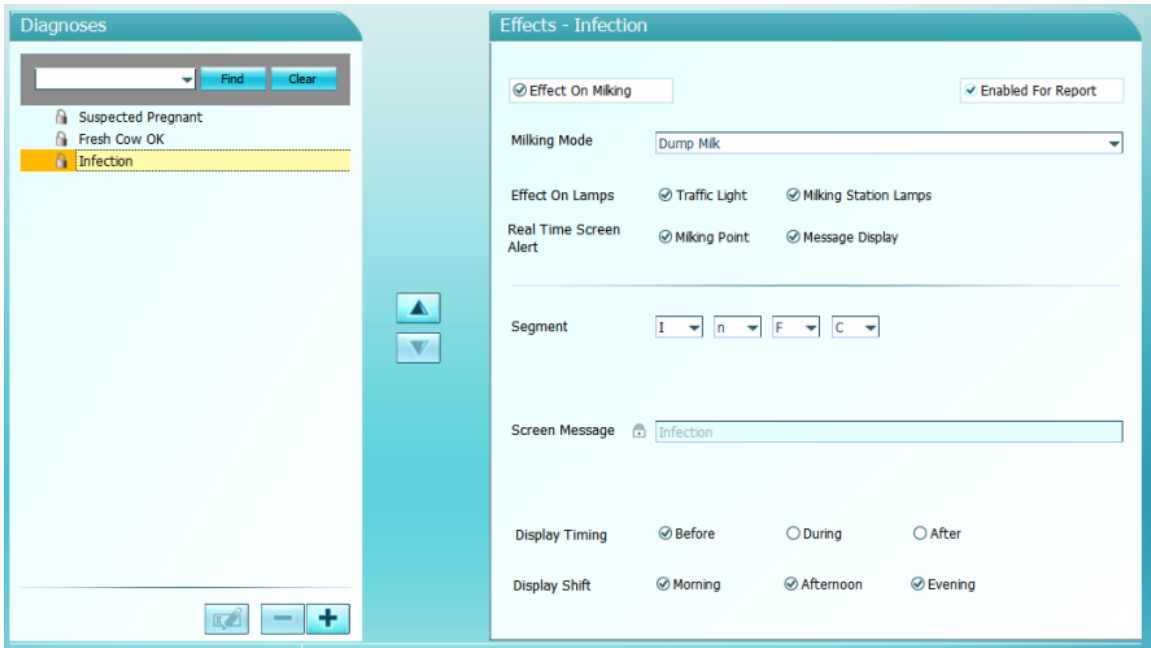 Diagnoses
Find Clear
Suspected Pregnant
Fresh Cow OK
Infection
Effects - Infection
Effect On Milking Enabled For Report
Milking Mode Dump Milk
Effect On Lamps Traffic Light Milking Station Lamps
Real Time Screen
Alert Milking Point Message Display
Segment I n F C
Screen Message Infection
Display Timing Before During After
Display Shift Morning Afternoon Evening